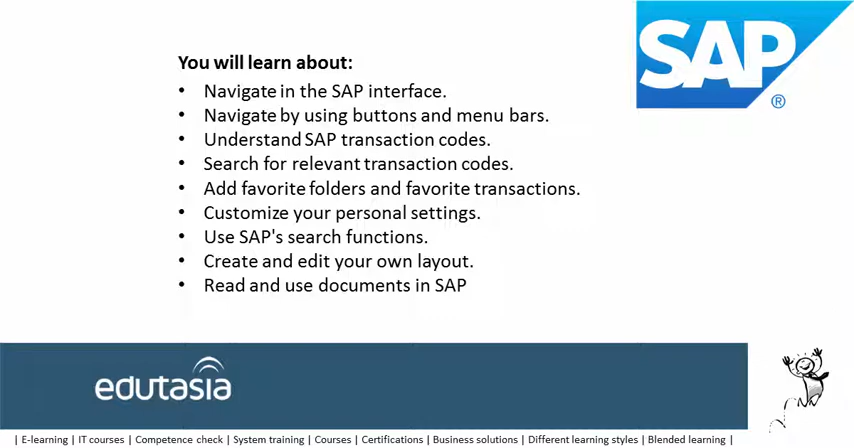 SAP
®
You will learn about:
• Navigate in the SAP interface.
• Navigate by using buttons and menu bars.
• Understand SAP transaction codes.
• Search for relevant transaction codes.
• Add favorite folders and favorite transactions.
• Customize your personal settings.
• Use SAP's search functions.
• Create and edit your own layout.
• Read and use documents in SAP
edutasia
| E-learning | IT courses | Competence check | System training | Courses | Certifications | Business solutions | Different learning styles | Blended learning |